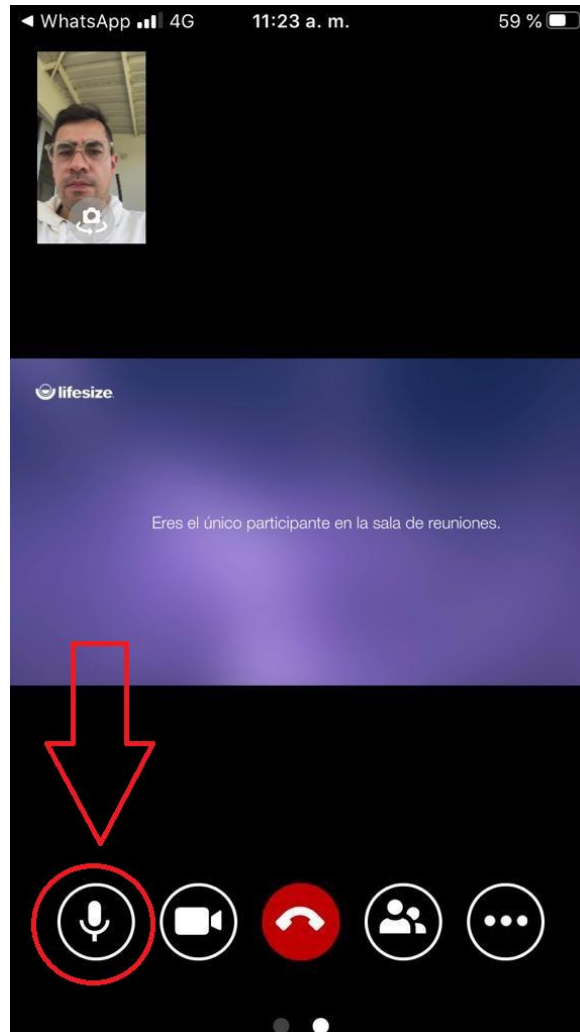 WhatsApp 4G 11:23 a. m. 59 %
lifesize
Eres el único participante en la sala de reuniones.